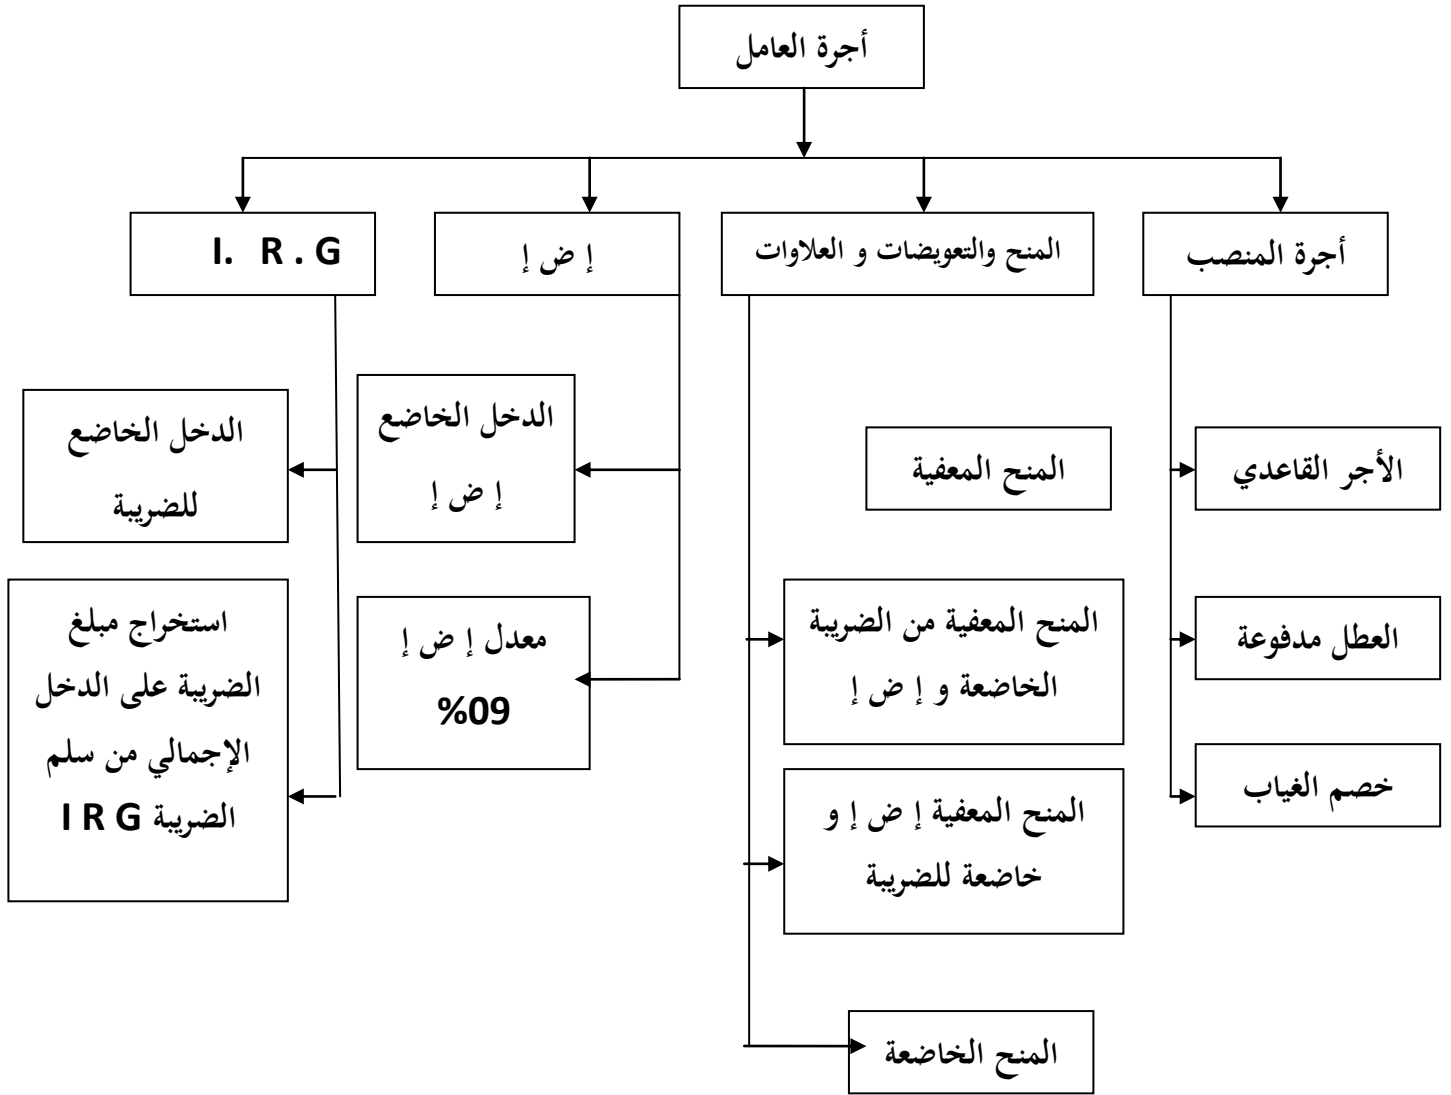 أجرة العامل
أجرة المنصب
المنح والتعويضات و العلاوات
إ ض إ
I. R . G
الأجر القاعدي
العطل مدفوعة
خصم الغياب
المنح المعفية
المنح المعفية من الضريبة
الخاضعة و إ ض إ
المنح المعفية إ ض إ و
خاضعة للضريبة
المنح الخاضعة
الدخل الخاضع
إ ض إ
معدل إ ض إ
%09
الدخل الخاضع
للضريبة
استخراج مبلغ
الضريبة على الدخل
الإجمالي من سلم
الضريبة I R G